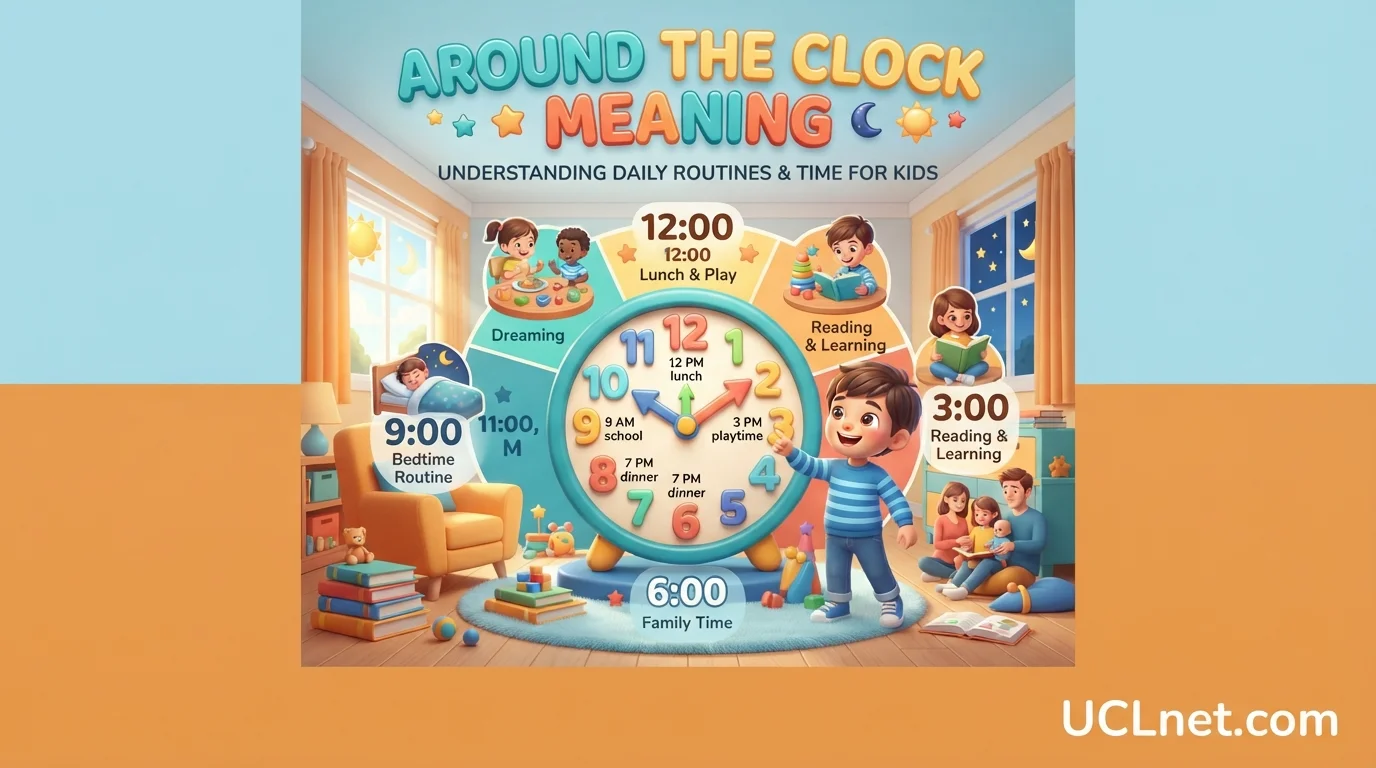 AROUND THE CLOCK
MEANING
UNDERSTANDING DAILY ROUTINES & TIME FOR KIDS
12:00
12:00
Lunch & Play
Dreaming
Reading
& Learning
9:00
Bedtime
Routine
11:00,
M
12
1
2
3
4
5
6
7
8
9
10
11
12 PM
lunch
9 AM
school
3 PM
playtime
7 PM
dinner
7 PM
dinner
3:00
Reading &
Learning
6:00
Family Time
UCLnet.com